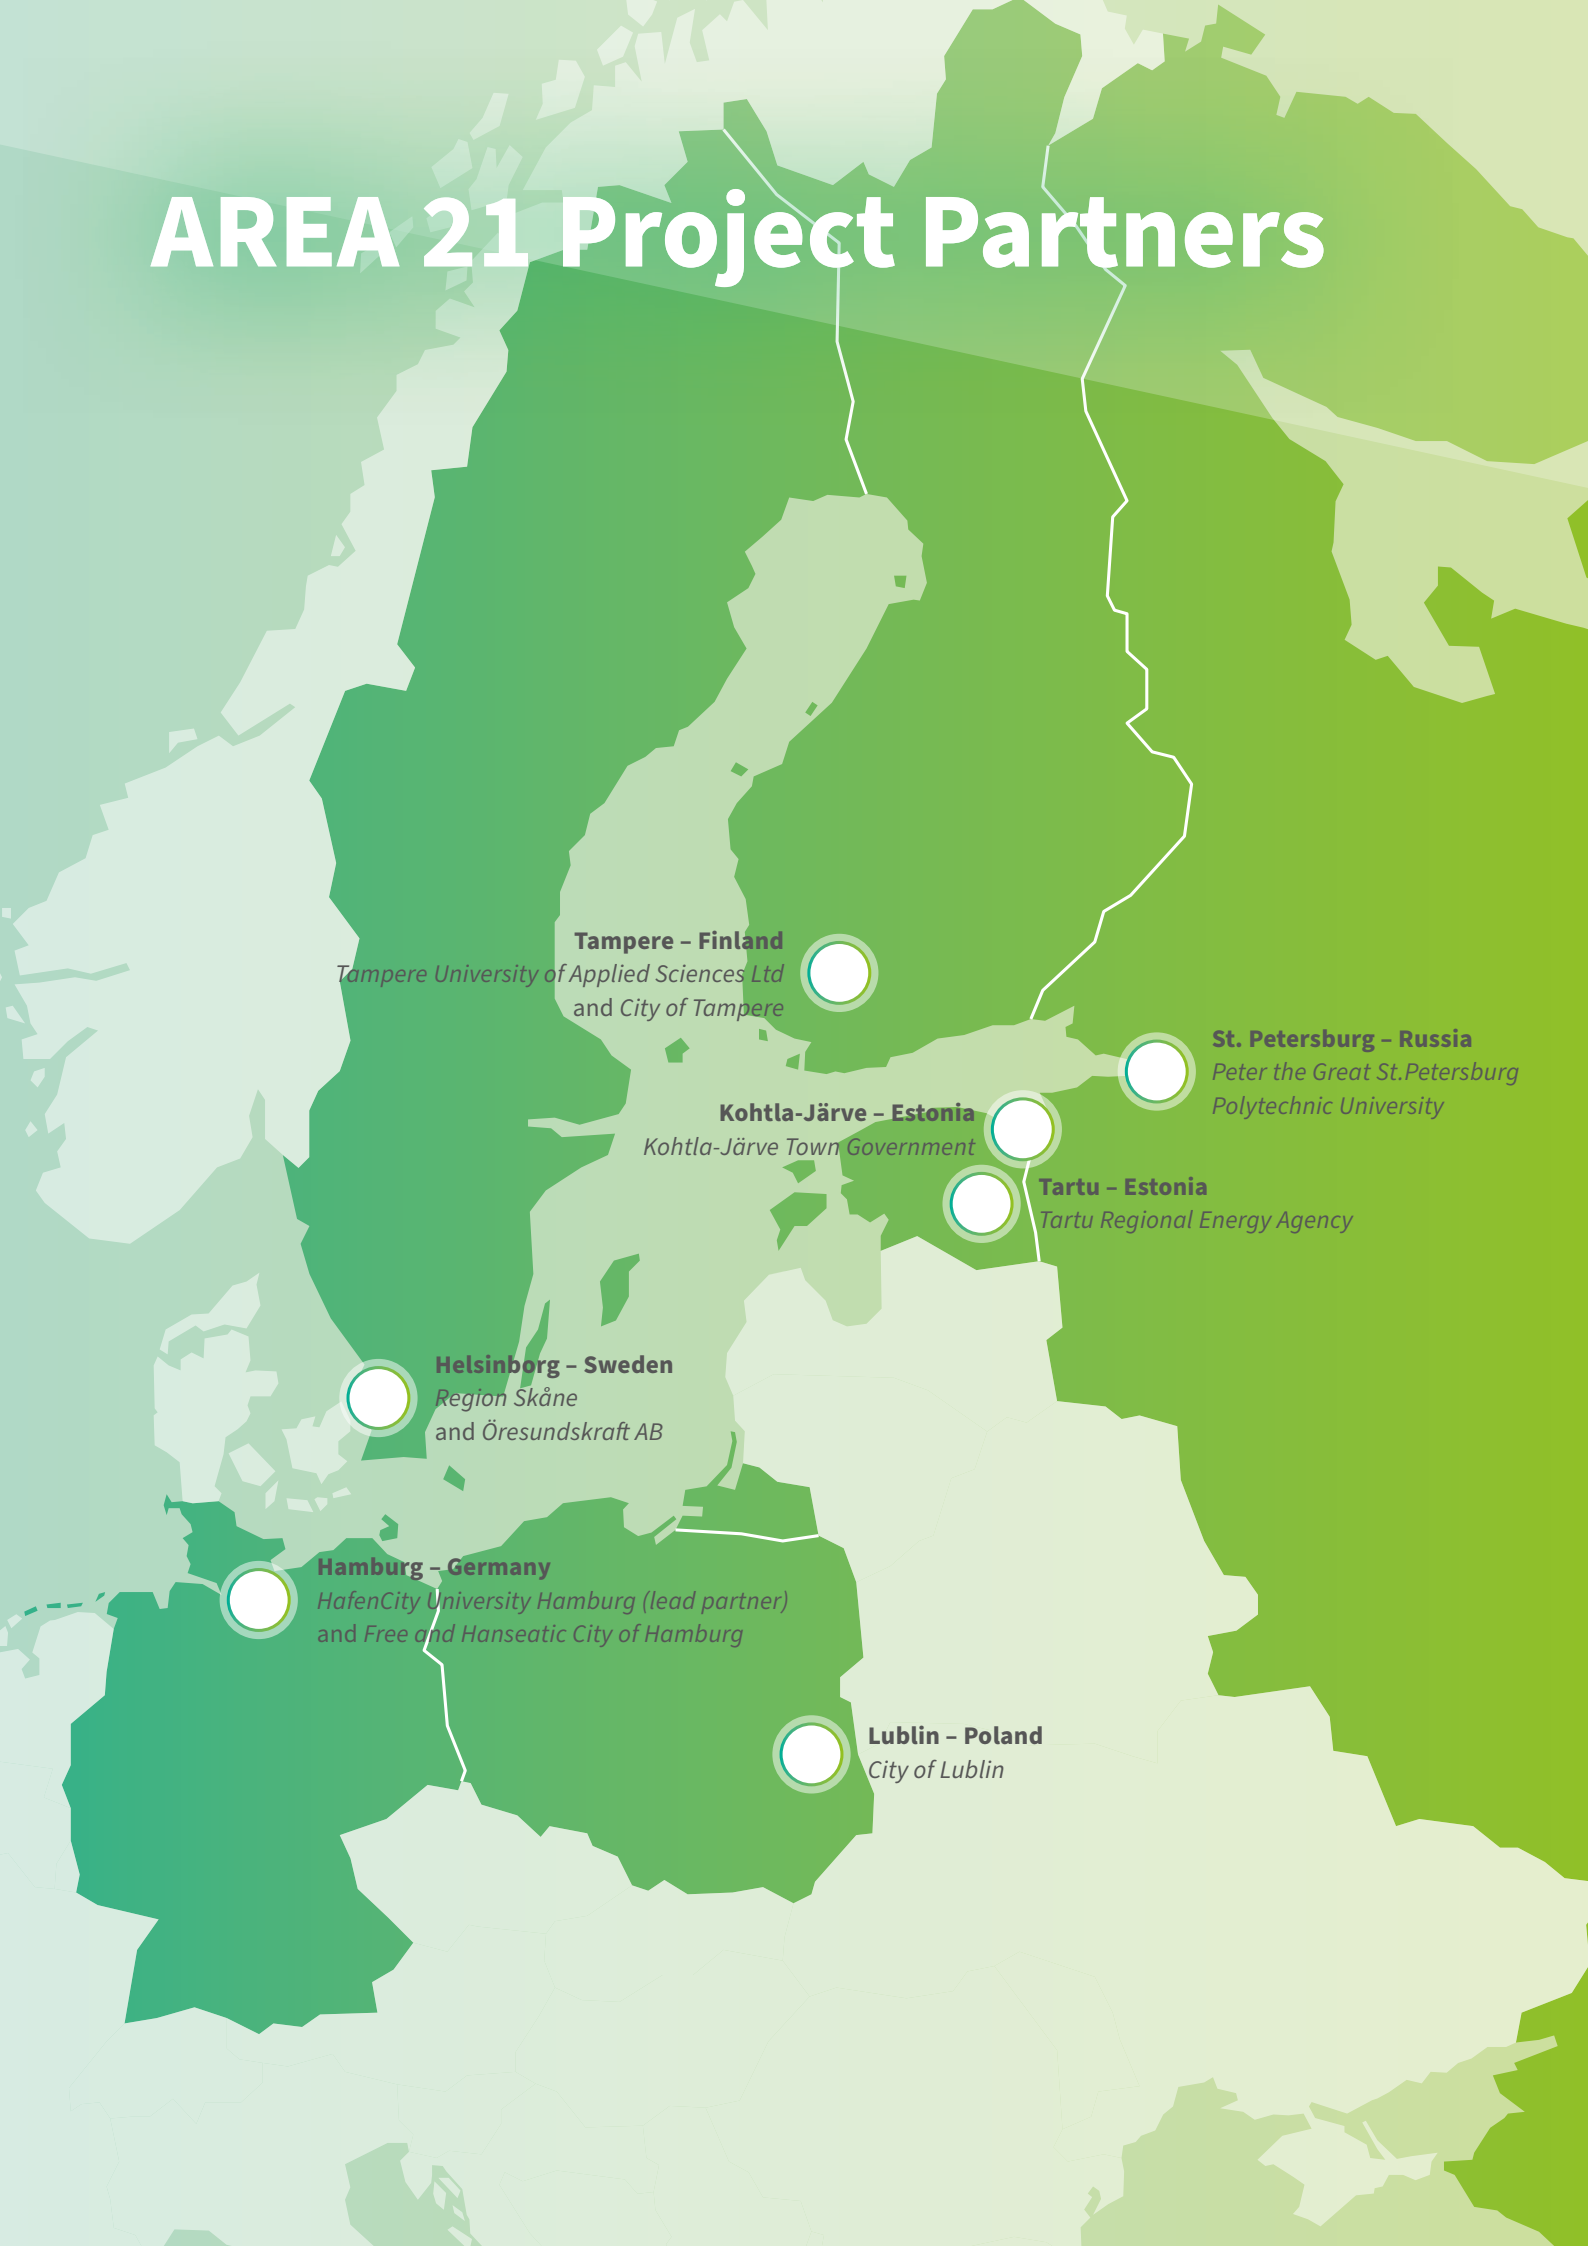 AREA 21 Project Partners
Tampere – Finland
Tampere University of Applied Sciences Ltd
and City of Tampere
St. Petersburg – Russia
Peter the Great St.Petersburg
Polytechnic University
Kohtla-Järve – Estonia
Kohtla-Järve Town Government
Tartu – Estonia
Tartu Regional Energy Agency
Helsinborg – Sweden
Region Skåne
and Öresundskraft AB
Hamburg – Germany
HafenCity University Hamburg (lead partner)
and Free and Hanseatic City of Hamburg
Lublin – Poland
City of Lublin